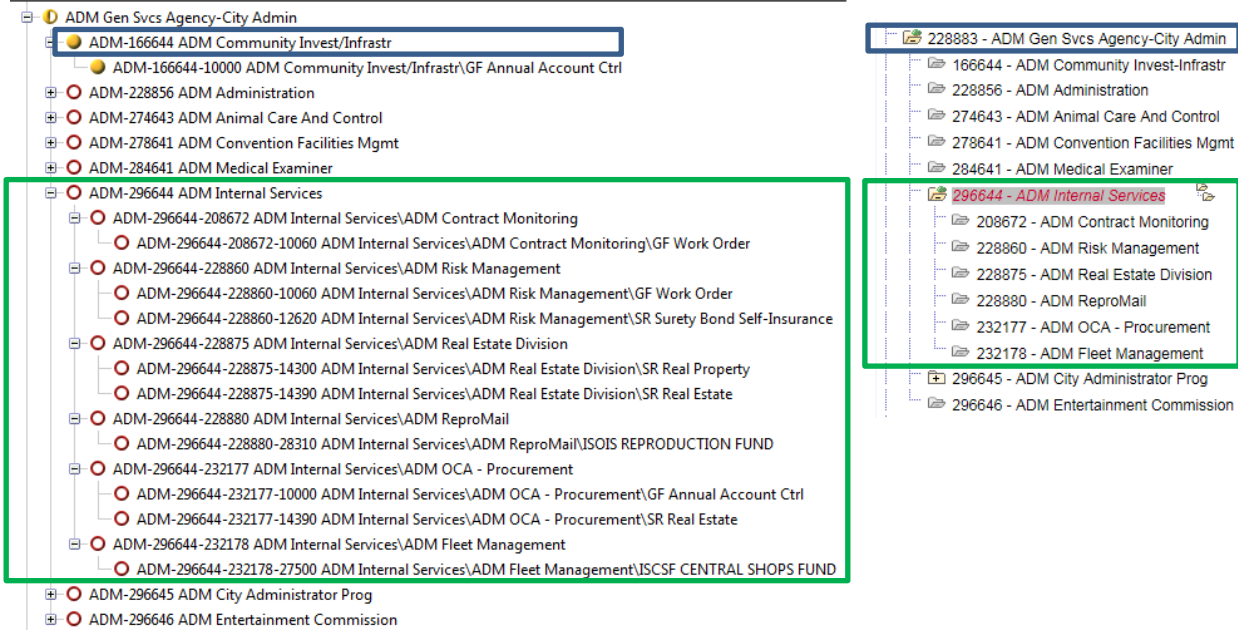 ADM Gen Svcs Agency-City Admin
ADM-166644 ADM Community Invest/Infrastr
ADM-166644-10000 ADM Community Invest/Infrastr\GF Annual Account Ctrl
ADM-228856 ADM Administration
ADM-274643 ADM Animal Care And Control
ADM-278641 ADM Convention Facilities Mgmt
ADM-284641 ADM Medical Examiner
ADM-296644 ADM Internal Services
ADM-296644-208672 ADM Internal Services\ADM Contract Monitoring
ADM-296644-208672-10060 ADM Internal Services\ADM Contract Monitoring\GF Work Order
ADM-296644-228860 ADM Internal Services\ADM Risk Management
ADM-296644-228860-10060 ADM Internal Services\ADM Risk Management\GF Work Order
ADM-296644-228860-12620 ADM Internal Services\ADM Risk Management\SR Surety Bond Self-Insurance
ADM-296644-228875 ADM Internal Services\ADM Real Estate Division
ADM-296644-228875-14300 ADM Internal Services\ADM Real Estate Division\SR Real Property
ADM-296644-228875-14390 ADM Internal Services\ADM Real Estate Division\SR Real Estate
ADM-296644-228880 ADM Internal Services\ADM ReproMail
ADM-296644-228880-28310 ADM Internal Services\ADM ReproMail\ISOIS REPRODUCTION FUND
ADM-296644-232177 ADM Internal Services\ADM OCA - Procurement
ADM-296644-232177-10000 ADM Internal Services\ADM OCA - Procurement\GF Annual Account Ctrl
ADM-296644-232177-14390 ADM Internal Services\ADM OCA - Procurement\SR Real Estate
ADM-296644-232178 ADM Internal Services\ADM Fleet Management
ADM-296644-232178-27500 ADM Internal Services\ADM Fleet Management\ISCSF CENTRAL SHOPS FUND
ADM-296645 ADM City Administrator Prog
ADM-296646 ADM Entertainment Commission
228883 - ADM Gen Svcs Agency-City Admin
166644 - ADM Community Invest-Infrastr
228856 - ADM Administration
274643 - ADM Animal Care And Control
278641 - ADM Convention Facilities Mgmt
284641 - ADM Medical Examiner
296644 - ADM Internal Services
208672 - ADM Contract Monitoring
228860 - ADM Risk Management
228875 - ADM Real Estate Division
228880 - ADM ReproMail
232177 - ADM OCA - Procurement
232178 - ADM Fleet Management
296645 - ADM City Administrator Prog
296646 - ADM Entertainment Commission